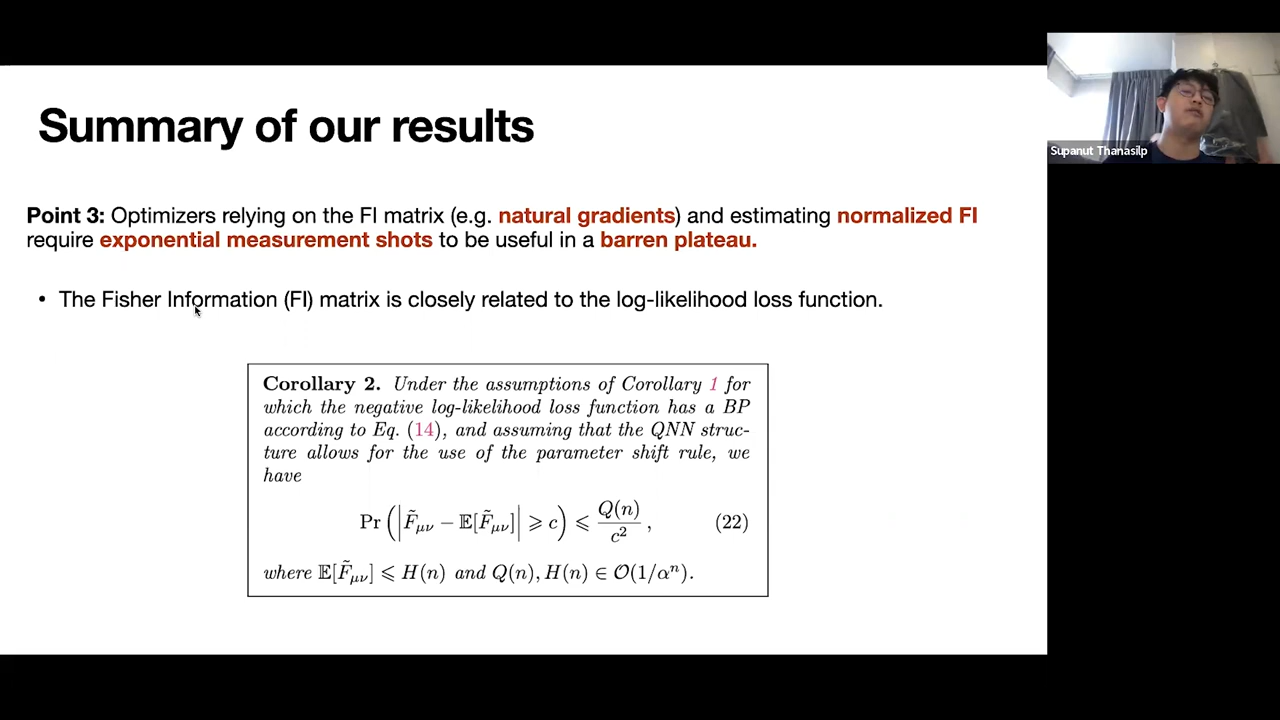 Summary of our results
Supanut Thanasilp
Point 3: Optimizers relying on the FI matrix (e.g. natural gradients) and estimating normalized FI
require exponential measurement shots to be useful in a barren plateau.
• The Fisher Information (FI) matrix is closely related to the log-likelihood loss function.
Corollary 2. Under the assumptions of Corollary 1 for
which the negative log-likelihood loss function has a BP
according to Eq. (14), and assuming that the QNN struc-
ture allows for the use of the parameter shift rule, we
have
Pr (|F̃μν − 𝔼[F̃μν]| ⩾ c) ⩽ Q(n)/c² , (22)
where 𝔼[F̃μν] ⩽ H(n) and Q(n), H(n) ∈ 𝒪(1/αⁿ).